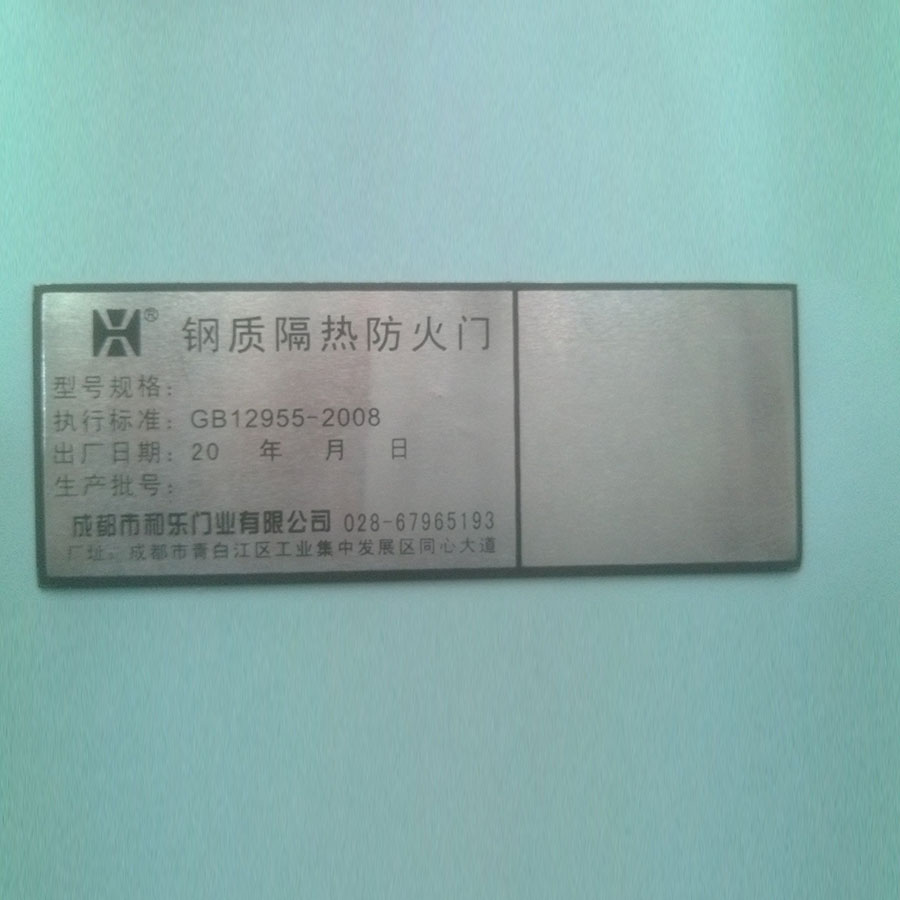 ® 钢质隔热防火门
型号规格：
执行标准：GB12955-2008
出厂日期：20 年 月 日
生产批号：
成都市和乐门业有限公司 028-67965193
厂址：成都市青白江区工业集中发展区同心大道